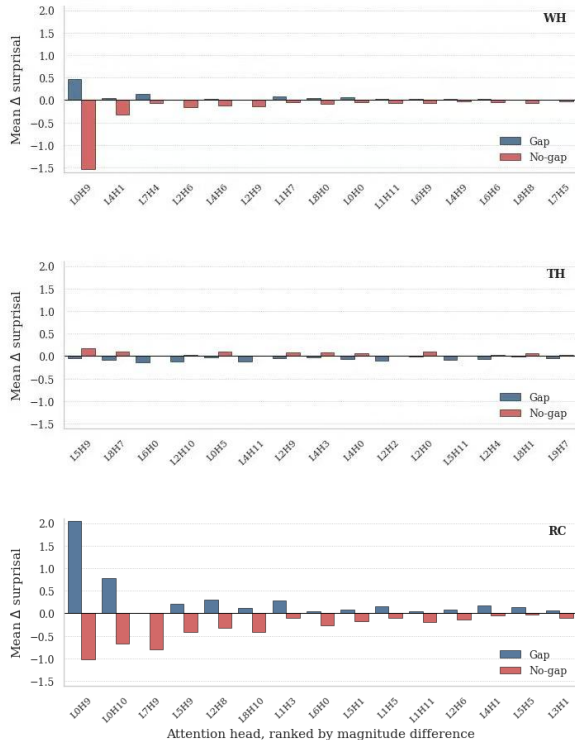 WH
Mean Δ surprisal
2.0
1.5
1.0
0.5
0.0
−0.5
−1.0
−1.5
Gap
No-gap
L0H9 L4H1 L7H4 L2H6 L4H6 L2H9 L1H7 L8H0 L0H0 L1H11 L6H9 L4H9 L6H6 L8H8 L7H5
TH
Mean Δ surprisal
2.0
1.5
1.0
0.5
0.0
−0.5
−1.0
−1.5
Gap
No-gap
L5H9 L8H7 L6H0 L2H10 L0H5 L4H11 L2H9 L4H3 L4H0 L2H2 L2H0 L5H11 L2H4 L8H1 L9H7
RC
Mean Δ surprisal
2.0
1.5
1.0
0.5
0.0
−0.5
−1.0
−1.5
Gap
No-gap
L0H9 L0H10 L7H9 L5H9 L2H8 L8H10 L1H3 L6H0 L5H1 L1H5 L1H11 L2H6 L4H1 L5H5 L3H1
Attention head, ranked by magnitude difference